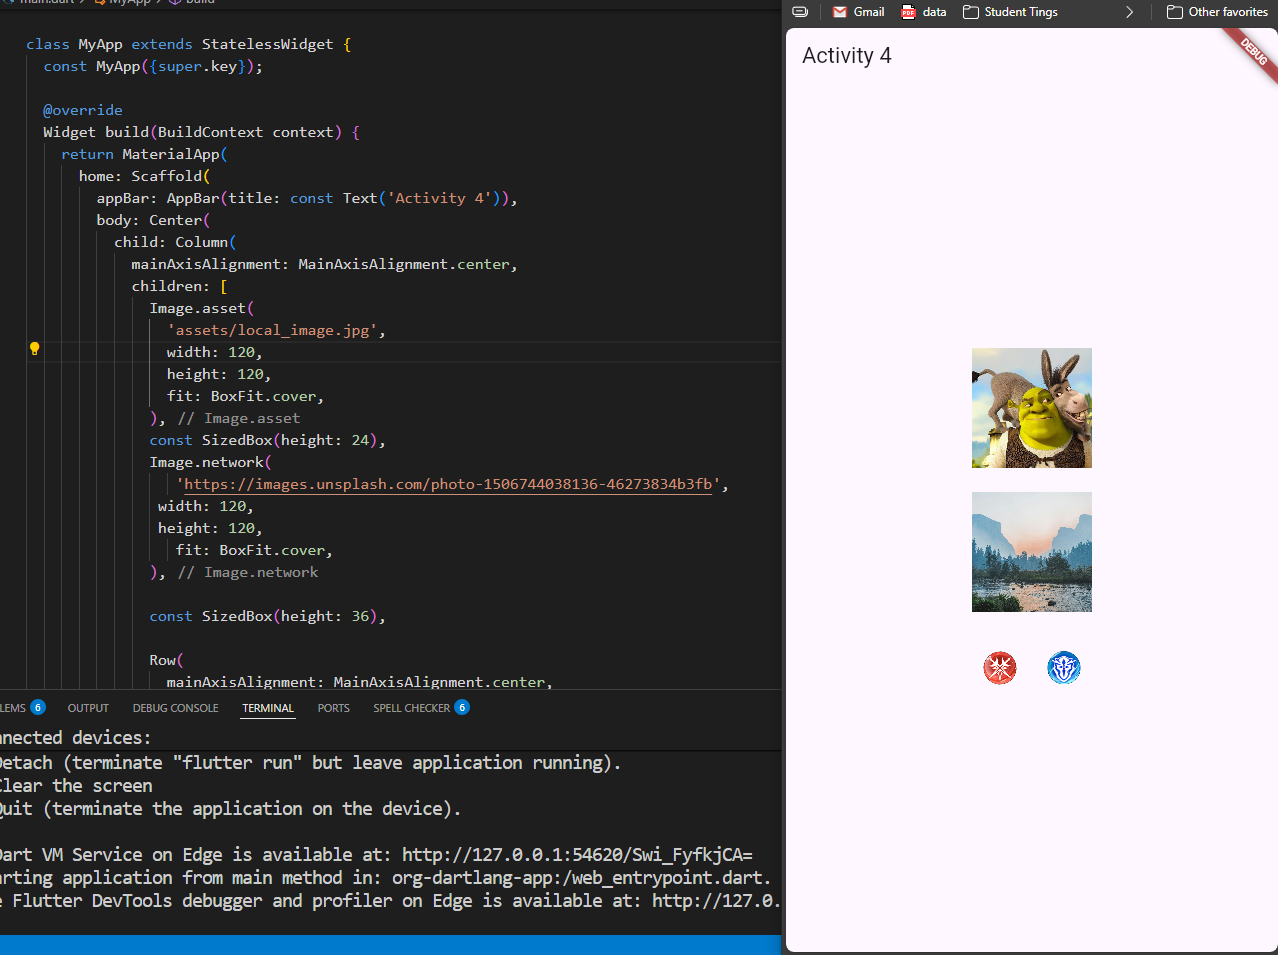 main.dart > MyApp > build
class MyApp extends StatelessWidget {
const MyApp({super.key});
@override
Widget build(BuildContext context) {
return MaterialApp(
home: Scaffold(
appBar: AppBar(title: const Text('Activity 4')),
body: Center(
child: Column(
mainAxisAlignment: MainAxisAlignment.center,
children: [
Image.asset(
'assets/local_image.jpg',
width: 120,
height: 120,
fit: BoxFit.cover,
), // Image.asset
const SizedBox(height: 24),
Image.network(
'https://images.unsplash.com/photo-1506744038136-46273834b3fb',
width: 120,
height: 120,
fit: BoxFit.cover,
), // Image.network
const SizedBox(height: 36),
Row(
mainAxisAlignment: MainAxisAlignment.center,
LEMS 6 OUTPUT DEBUG CONSOLE TERMINAL PORTS SPELL CHECKER 6
nnected devices:
Detach (terminate "flutter run" but leave application running).
Clear the screen
Quit (terminate the application on the device).
Dart VM Service on Edge is available at: http://127.0.0.1:54620/Swi_FyfkjCA=
arting application from main method in: org-dartlang-app:/web_entrypoint.dart.
e Flutter DevTools debugger and profiler on Edge is available at: http://127.0.
Gmail PDF data Student Tings > Other favorites
Activity 4
DEBUG